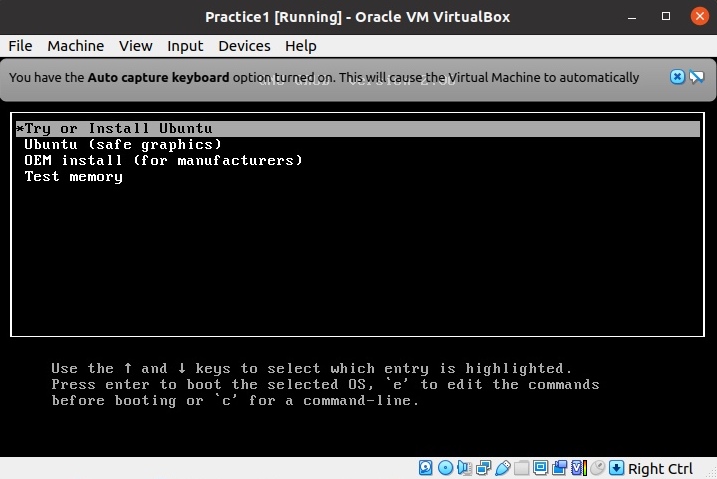 Practice1 [Running] - Oracle VM VirtualBox
File Machine View Input Devices Help
You have the Auto capture keyboard option turned on. This will cause the Virtual Machine to automatically
*Try or Install Ubuntu
Ubuntu (safe graphics)
OEM install (for manufacturers)
Test memory
Use the ↑ and ↓ keys to select which entry is highlighted.
Press enter to boot the selected OS, `e' to edit the commands
before booting or `c' for a command-line.
Right Ctrl